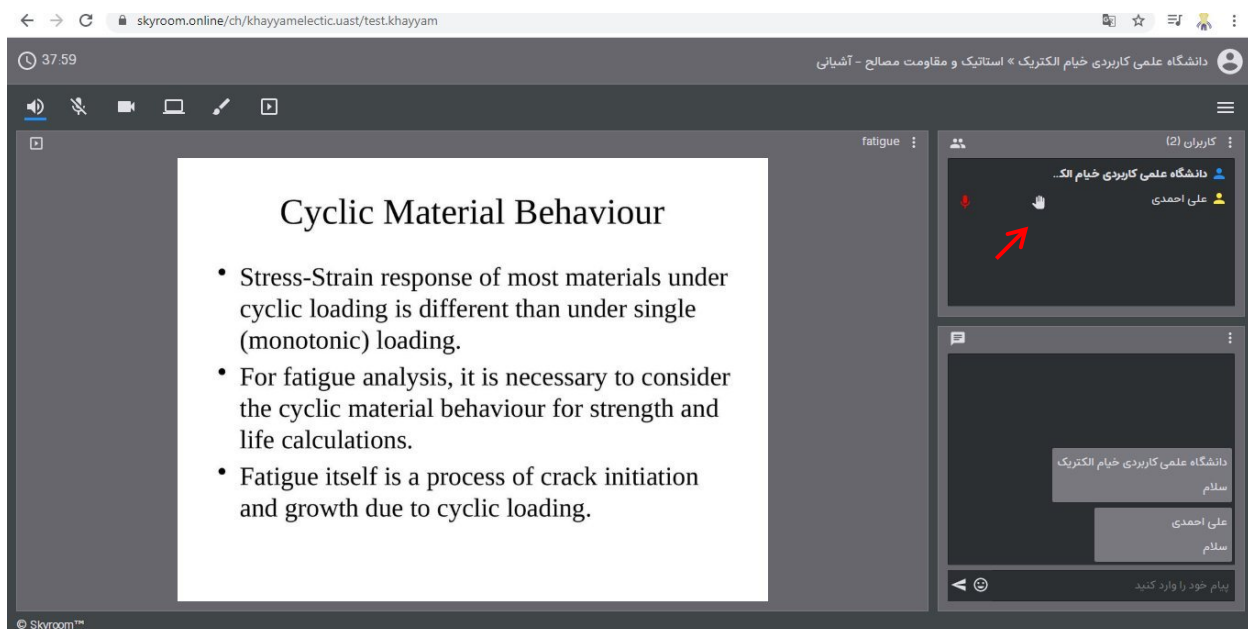 skyroom.online/ch/khayyamelectic.uast/test.khayyam
37:59
دانشگاه علمی کاربردی خیام الکتریک » استاتیک و مقاومت مصالح - آشیانی
fatigue
Cyclic Material Behaviour
• Stress-Strain response of most materials under
cyclic loading is different than under single
(monotonic) loading.
• For fatigue analysis, it is necessary to consider
the cyclic material behaviour for strength and
life calculations.
• Fatigue itself is a process of crack initiation
and growth due to cyclic loading.
کاربران (2)
دانشگاه علمی کاربردی خیام الک..
علی احمدی
دانشگاه علمی کاربردی خیام الکتریک
سلام
علی احمدی
سلام
پیام خود را وارد کنید
© Skyroom™